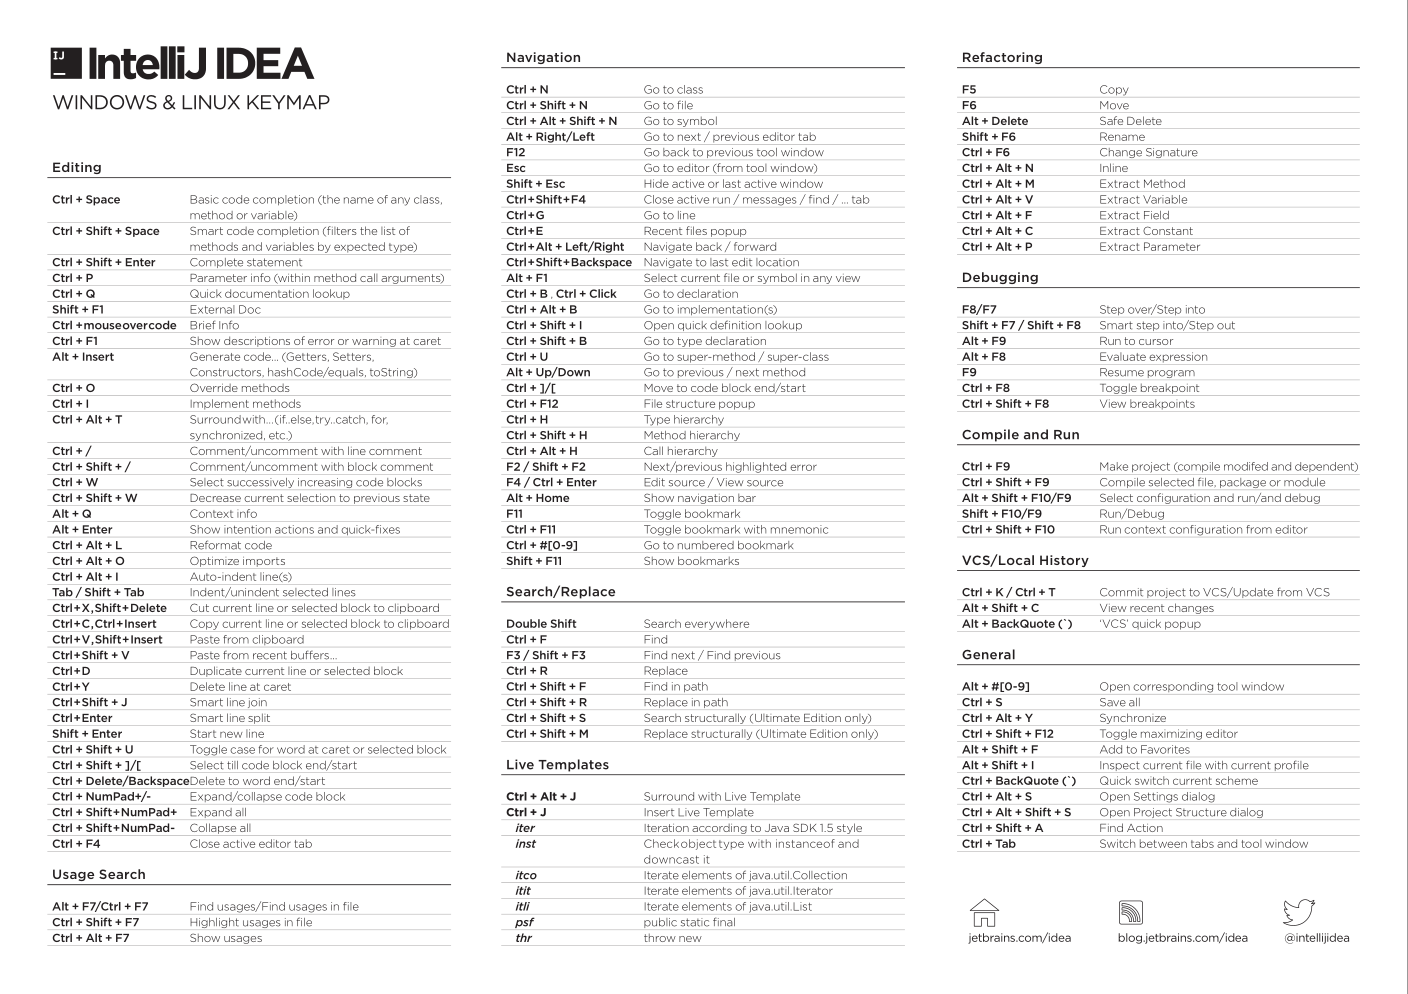 IJ IntelliJ IDEA
WINDOWS & LINUX KEYMAP
Editing
Ctrl + Space Basic code completion (the name of any class,
method or variable)
Ctrl + Shift + Space Smart code completion (filters the list of
methods and variables by expected type)
Ctrl + Shift + Enter Complete statement
Ctrl + P Parameter info (within method call arguments)
Ctrl + Q Quick documentation lookup
Shift + F1 External Doc
Ctrl +mouseovercode Brief Info
Ctrl + F1 Show descriptions of error or warning at caret
Alt + Insert Generate code... (Getters, Setters,
Constructors, hashCode/equals, toString)
Ctrl + O Override methods
Ctrl + I Implement methods
Ctrl + Alt + T Surroundwith...(if..else,try..catch, for,
synchronized, etc.)
Ctrl + / Comment/uncomment with line comment
Ctrl + Shift + / Comment/uncomment with block comment
Ctrl + W Select successively increasing code blocks
Ctrl + Shift + W Decrease current selection to previous state
Alt + Q Context info
Alt + Enter Show intention actions and quick-fixes
Ctrl + Alt + L Reformat code
Ctrl + Alt + O Optimize imports
Ctrl + Alt + I Auto-indent line(s)
Tab / Shift + Tab Indent/unindent selected lines
Ctrl+X,Shift+Delete Cut current line or selected block to clipboard
Ctrl+C,Ctrl+Insert Copy current line or selected block to clipboard
Ctrl+V,Shift+Insert Paste from clipboard
Ctrl+Shift + V Paste from recent buffers...
Ctrl+D Duplicate current line or selected block
Ctrl+Y Delete line at caret
Ctrl+Shift + J Smart line join
Ctrl+Enter Smart line split
Shift + Enter Start new line
Ctrl + Shift + U Toggle case for word at caret or selected block
Ctrl + Shift + ]/[ Select till code block end/start
Ctrl + Delete/Backspace Delete to word end/start
Ctrl + NumPad+/- Expand/collapse code block
Ctrl + Shift+NumPad+ Expand all
Ctrl + Shift+NumPad- Collapse all
Ctrl + F4 Close active editor tab
Usage Search
Alt + F7/Ctrl + F7 Find usages/Find usages in file
Ctrl + Shift + F7 Highlight usages in file
Ctrl + Alt + F7 Show usages
Navigation
Ctrl + N Go to class
Ctrl + Shift + N Go to file
Ctrl + Alt + Shift + N Go to symbol
Alt + Right/Left Go to next / previous editor tab
F12 Go back to previous tool window
Esc Go to editor (from tool window)
Shift + Esc Hide active or last active window
Ctrl+Shift+F4 Close active run / messages / find / ... tab
Ctrl+G Go to line
Ctrl+E Recent files popup
Ctrl+Alt + Left/Right Navigate back / forward
Ctrl+Shift+Backspace Navigate to last edit location
Alt + F1 Select current file or symbol in any view
Ctrl + B , Ctrl + Click Go to declaration
Ctrl + Alt + B Go to implementation(s)
Ctrl + Shift + I Open quick definition lookup
Ctrl + Shift + B Go to type declaration
Ctrl + U Go to super-method / super-class
Alt + Up/Down Go to previous / next method
Ctrl + ]/[ Move to code block end/start
Ctrl + F12 File structure popup
Ctrl + H Type hierarchy
Ctrl + Shift + H Method hierarchy
Ctrl + Alt + H Call hierarchy
F2 / Shift + F2 Next/previous highlighted error
F4 / Ctrl + Enter Edit source / View source
Alt + Home Show navigation bar
F11 Toggle bookmark
Ctrl + F11 Toggle bookmark with mnemonic
Ctrl + #[0-9] Go to numbered bookmark
Shift + F11 Show bookmarks
Search/Replace
Double Shift Search everywhere
Ctrl + F Find
F3 / Shift + F3 Find next / Find previous
Ctrl + R Replace
Ctrl + Shift + F Find in path
Ctrl + Shift + R Replace in path
Ctrl + Shift + S Search structurally (Ultimate Edition only)
Ctrl + Shift + M Replace structurally (Ultimate Edition only)
Live Templates
Ctrl + Alt + J Surround with Live Template
Ctrl + J Insert Live Template
iter Iteration according to Java SDK 1.5 style
inst Checkobjecttype with instanceof and
downcast it
itco Iterate elements of java.util.Collection
itit Iterate elements of java.util.Iterator
itli Iterate elements of java.util.List
psf public static final
thr throw new
Refactoring
F5 Copy
F6 Move
Alt + Delete Safe Delete
Shift + F6 Rename
Ctrl + F6 Change Signature
Ctrl + Alt + N Inline
Ctrl + Alt + M Extract Method
Ctrl + Alt + V Extract Variable
Ctrl + Alt + F Extract Field
Ctrl + Alt + C Extract Constant
Ctrl + Alt + P Extract Parameter
Debugging
F8/F7 Step over/Step into
Shift + F7 / Shift + F8 Smart step into/Step out
Alt + F9 Run to cursor
Alt + F8 Evaluate expression
F9 Resume program
Ctrl + F8 Toggle breakpoint
Ctrl + Shift + F8 View breakpoints
Compile and Run
Ctrl + F9 Make project (compile modifed and dependent)
Ctrl + Shift + F9 Compile selected file, package or module
Alt + Shift + F10/F9 Select configuration and run/and debug
Shift + F10/F9 Run/Debug
Ctrl + Shift + F10 Run context configuration from editor
VCS/Local History
Ctrl + K / Ctrl + T Commit project to VCS/Update from VCS
Alt + Shift + C View recent changes
Alt + BackQuote (`) ‘VCS’ quick popup
General
Alt + #[0-9] Open corresponding tool window
Ctrl + S Save all
Ctrl + Alt + Y Synchronize
Ctrl + Shift + F12 Toggle maximizing editor
Alt + Shift + F Add to Favorites
Alt + Shift + I Inspect current file with current profile
Ctrl + BackQuote (`) Quick switch current scheme
Ctrl + Alt + S Open Settings dialog
Ctrl + Alt + Shift + S Open Project Structure dialog
Ctrl + Shift + A Find Action
Ctrl + Tab Switch between tabs and tool window
jetbrains.com/idea blog.jetbrains.com/idea @intellijidea